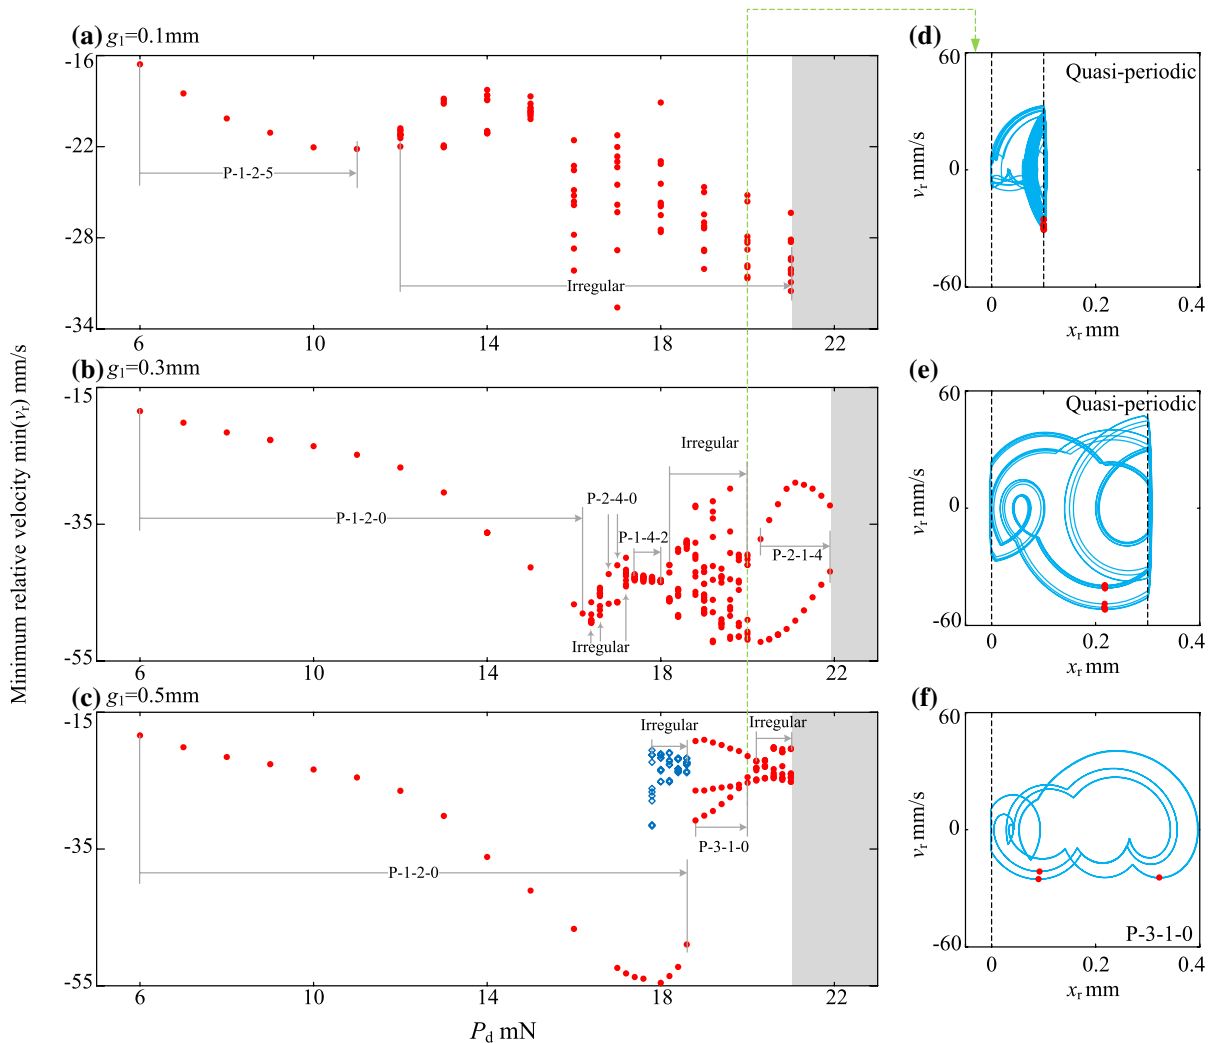 (a) g1=0.1mm
-16
-22
-28
-34
P-1-2-5
Irregular
6 10 14 18 22
(b) g1=0.3mm
-15
-35
-55
P-1-2-0
P-2-4-0
P-1-4-2
Irregular
Irregular
P-2-1-4
6 10 14 18 22
(c) g1=0.5mm
-15
-35
-55
P-1-2-0
Irregular
Irregular
P-3-1-0
6 10 14 18 22
Minimum relative velocity min(vr) mm/s
Pd mN
(d)
Quasi-periodic
60
0
-60
vr mm/s
0 0.2 0.4
xr mm
(e)
Quasi-periodic
60
0
-60
vr mm/s
0 0.2 0.4
xr mm
(f)
60
0
-60
vr mm/s
P-3-1-0
0 0.2 0.4
xr mm